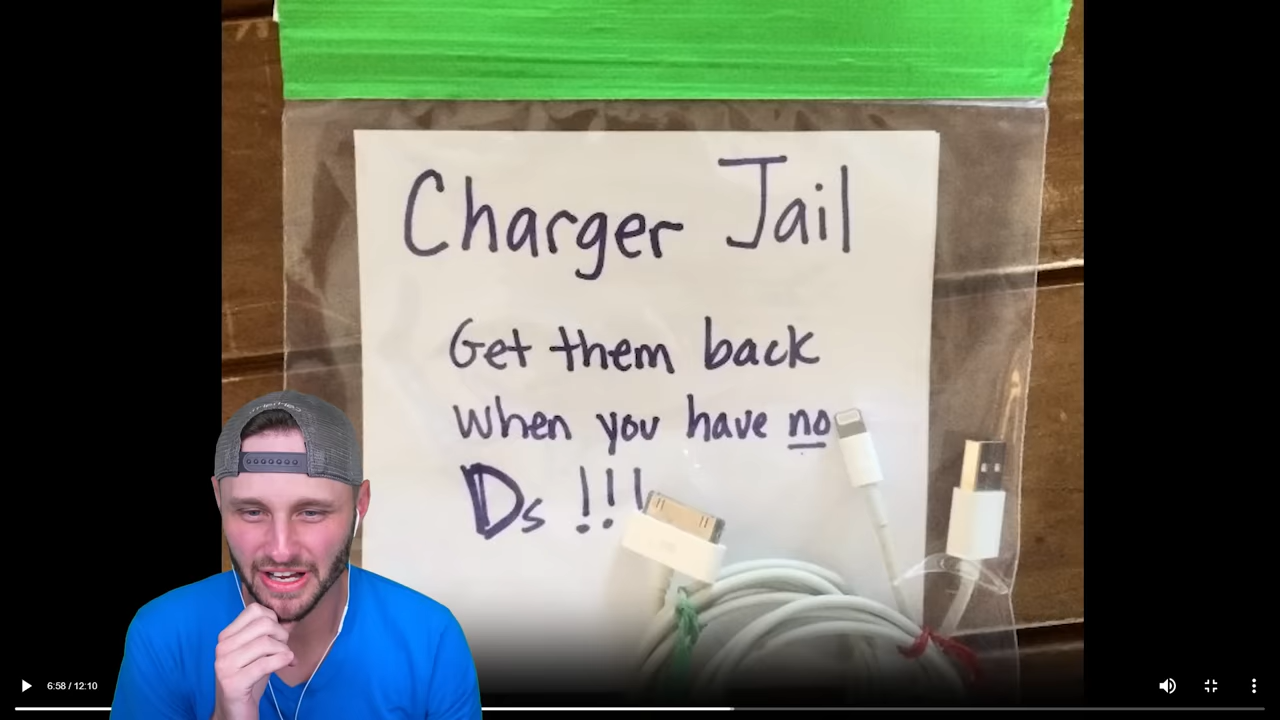 Charger Jail
Get them back
when you have no
Ds !!!
6:58 / 12:10